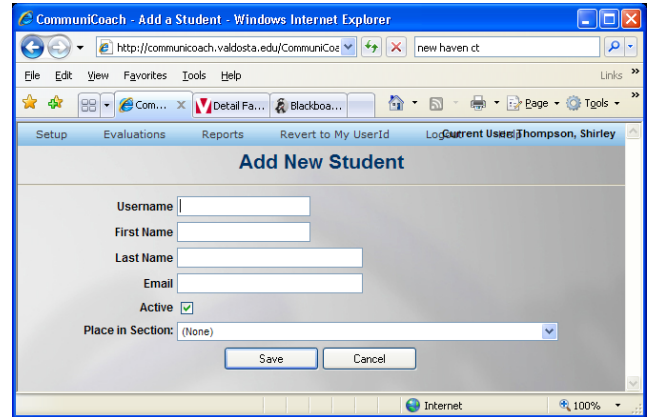 CommuniCoach - Add a Student - Windows Internet Explorer
http://communicoach.valdosta.edu/CommuniCoa
new haven ct
File Edit View Favorites Tools Help Links »
Com... Detail Fa... Blackboa... Page Tools »
Setup Evaluations Reports Revert to My UserId Logout Help Current User: Thompson, Shirley
Add New Student
Username
First Name
Last Name
Email
Active
Place in Section: (None)
Save Cancel
Internet 100%